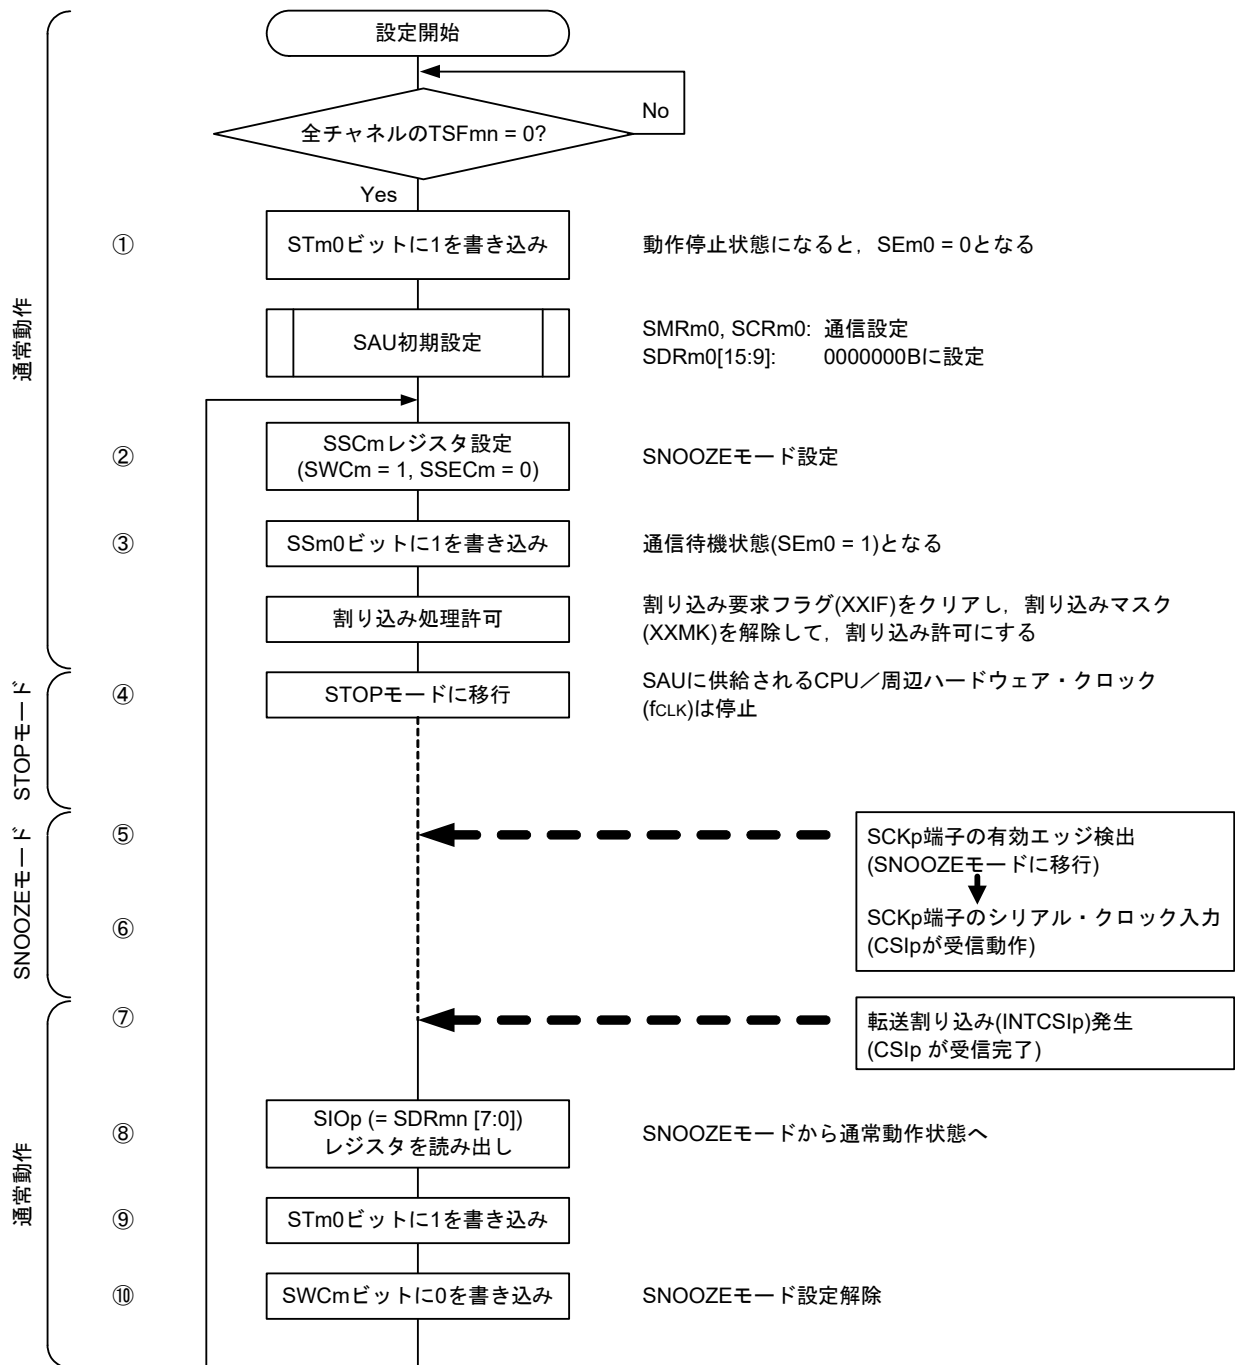 設定開始
No
全チャネルのTSFmn = 0?
Yes
通常動作
①
STm0ビットに1を書き込み
動作停止状態になると，SEm0 = 0となる
SAU初期設定
SMRm0, SCRm0: 通信設定
SDRm0[15:9]: 0000000Bに設定
②
SSCmレジスタ設定
(SWCm = 1, SSECm = 0)
SNOOZEモード設定
③
SSm0ビットに1を書き込み
通信待機状態(SEm0 = 1)となる
割り込み処理許可
割り込み要求フラグ(XXIF)をクリアし，割り込みマスク
(XXMK)を解除して，割り込み許可にする
STOPモード
④
STOPモードに移行
SAUに供給されるCPU／周辺ハードウェア・クロック
(fCLK)は停止
SNOOZEモード
⑤
SCKp端子の有効エッジ検出
(SNOOZEモードに移行)
⑥
SCKp端子のシリアル・クロック入力
(CSIpが受信動作)
通常動作
⑦
転送割り込み(INTCSIp)発生
(CSIp が受信完了)
⑧
SIOp (= SDRmn [7:0])
レジスタを読み出し
SNOOZEモードから通常動作状態へ
⑨
STm0ビットに1を書き込み
⑩
SWCmビットに0を書き込み
SNOOZEモード設定解除